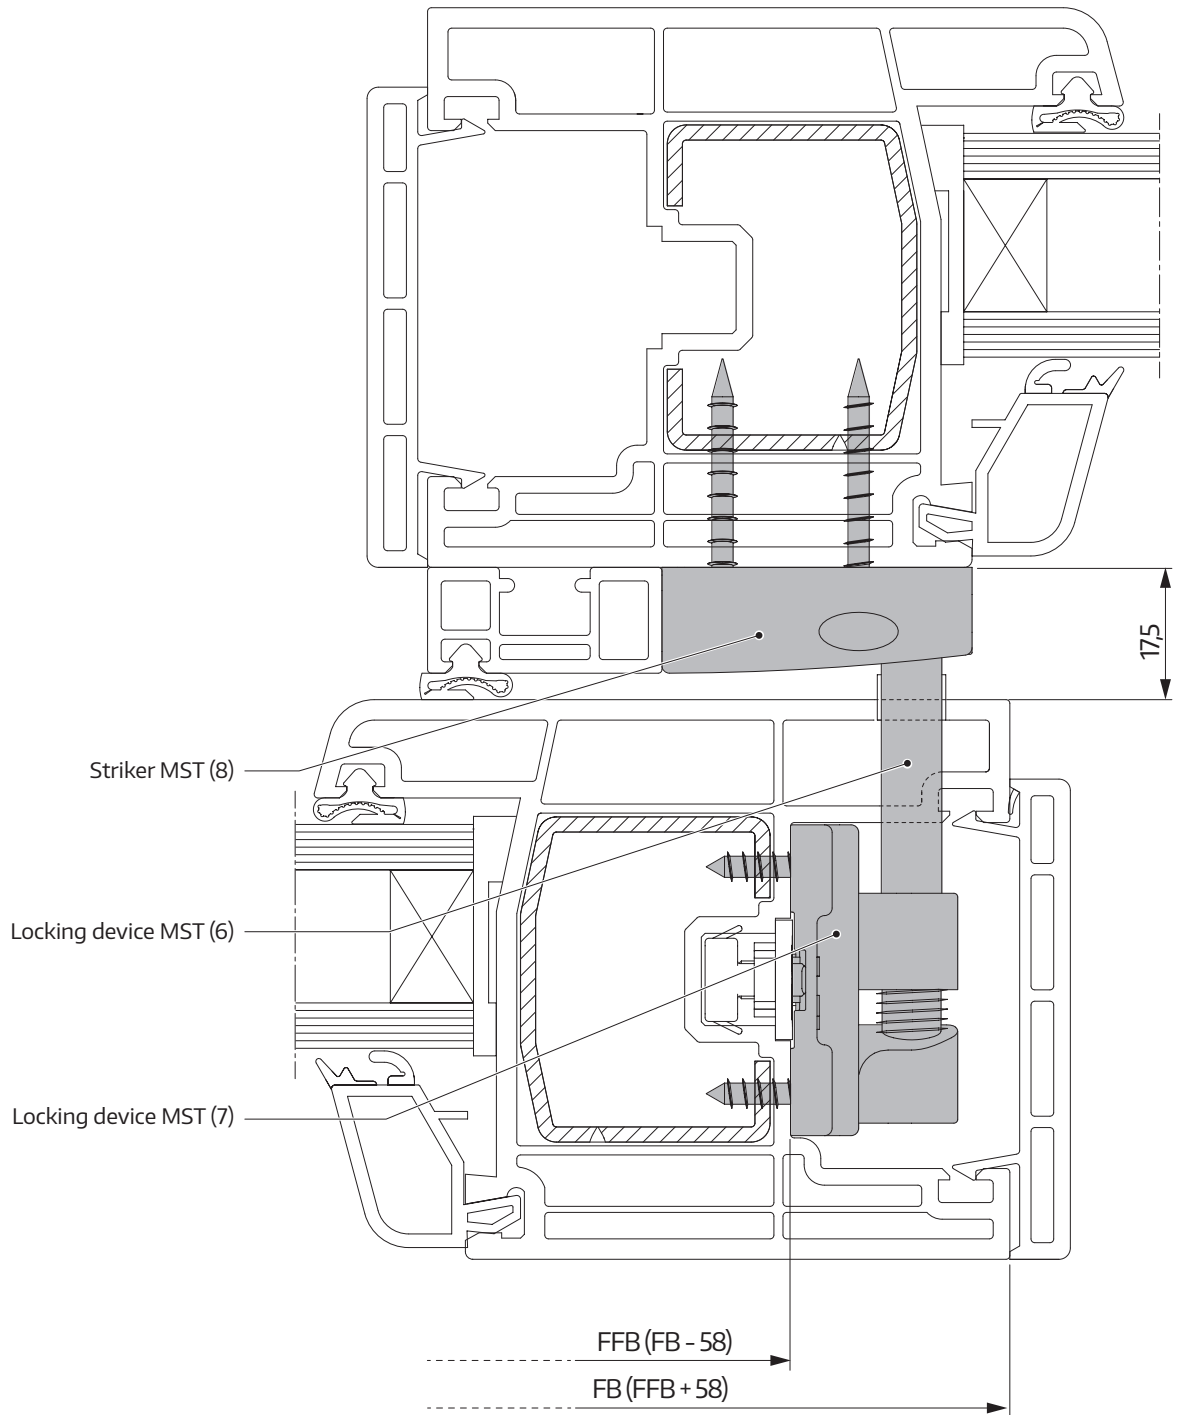 17,5
Striker MST (8)
Locking device MST (6)
Locking device MST (7)
FFB (FB - 58)
FB (FFB + 58)